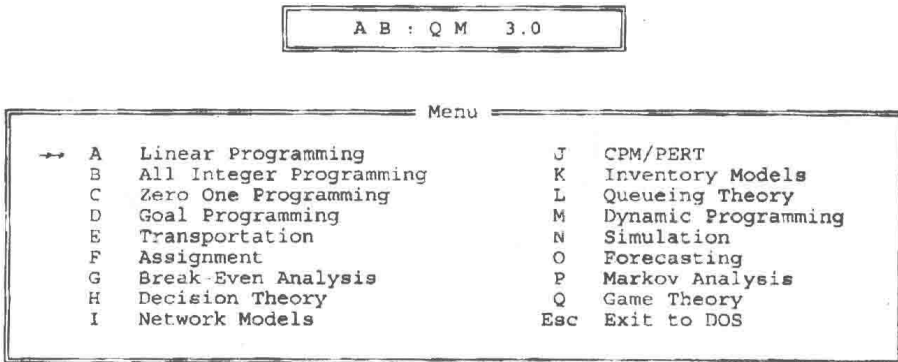 A B : Q M 3.0
Menu
→→ A Linear Programming
B All Integer Programming
C Zero One Programming
D Goal Programming
E Transportation
F Assignment
G Break-Even Analysis
H Decision Theory
I Network Models
J CPM/PERT
K Inventory Models
L Queueing Theory
M Dynamic Programming
N Simulation
O Forecasting
P Markov Analysis
Q Game Theory
Esc Exit to DOS